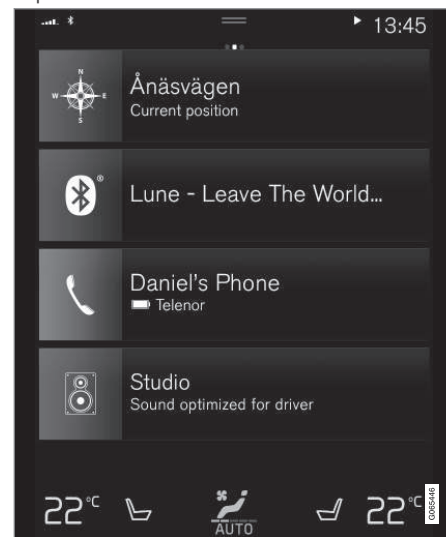 13:45
N
W E
S
Ånäsvägen
Current position
®
Lune - Leave The World...
Daniel's Phone
Telenor
Studio
Sound optimized for driver
22°C
AUTO
22°C
G065446